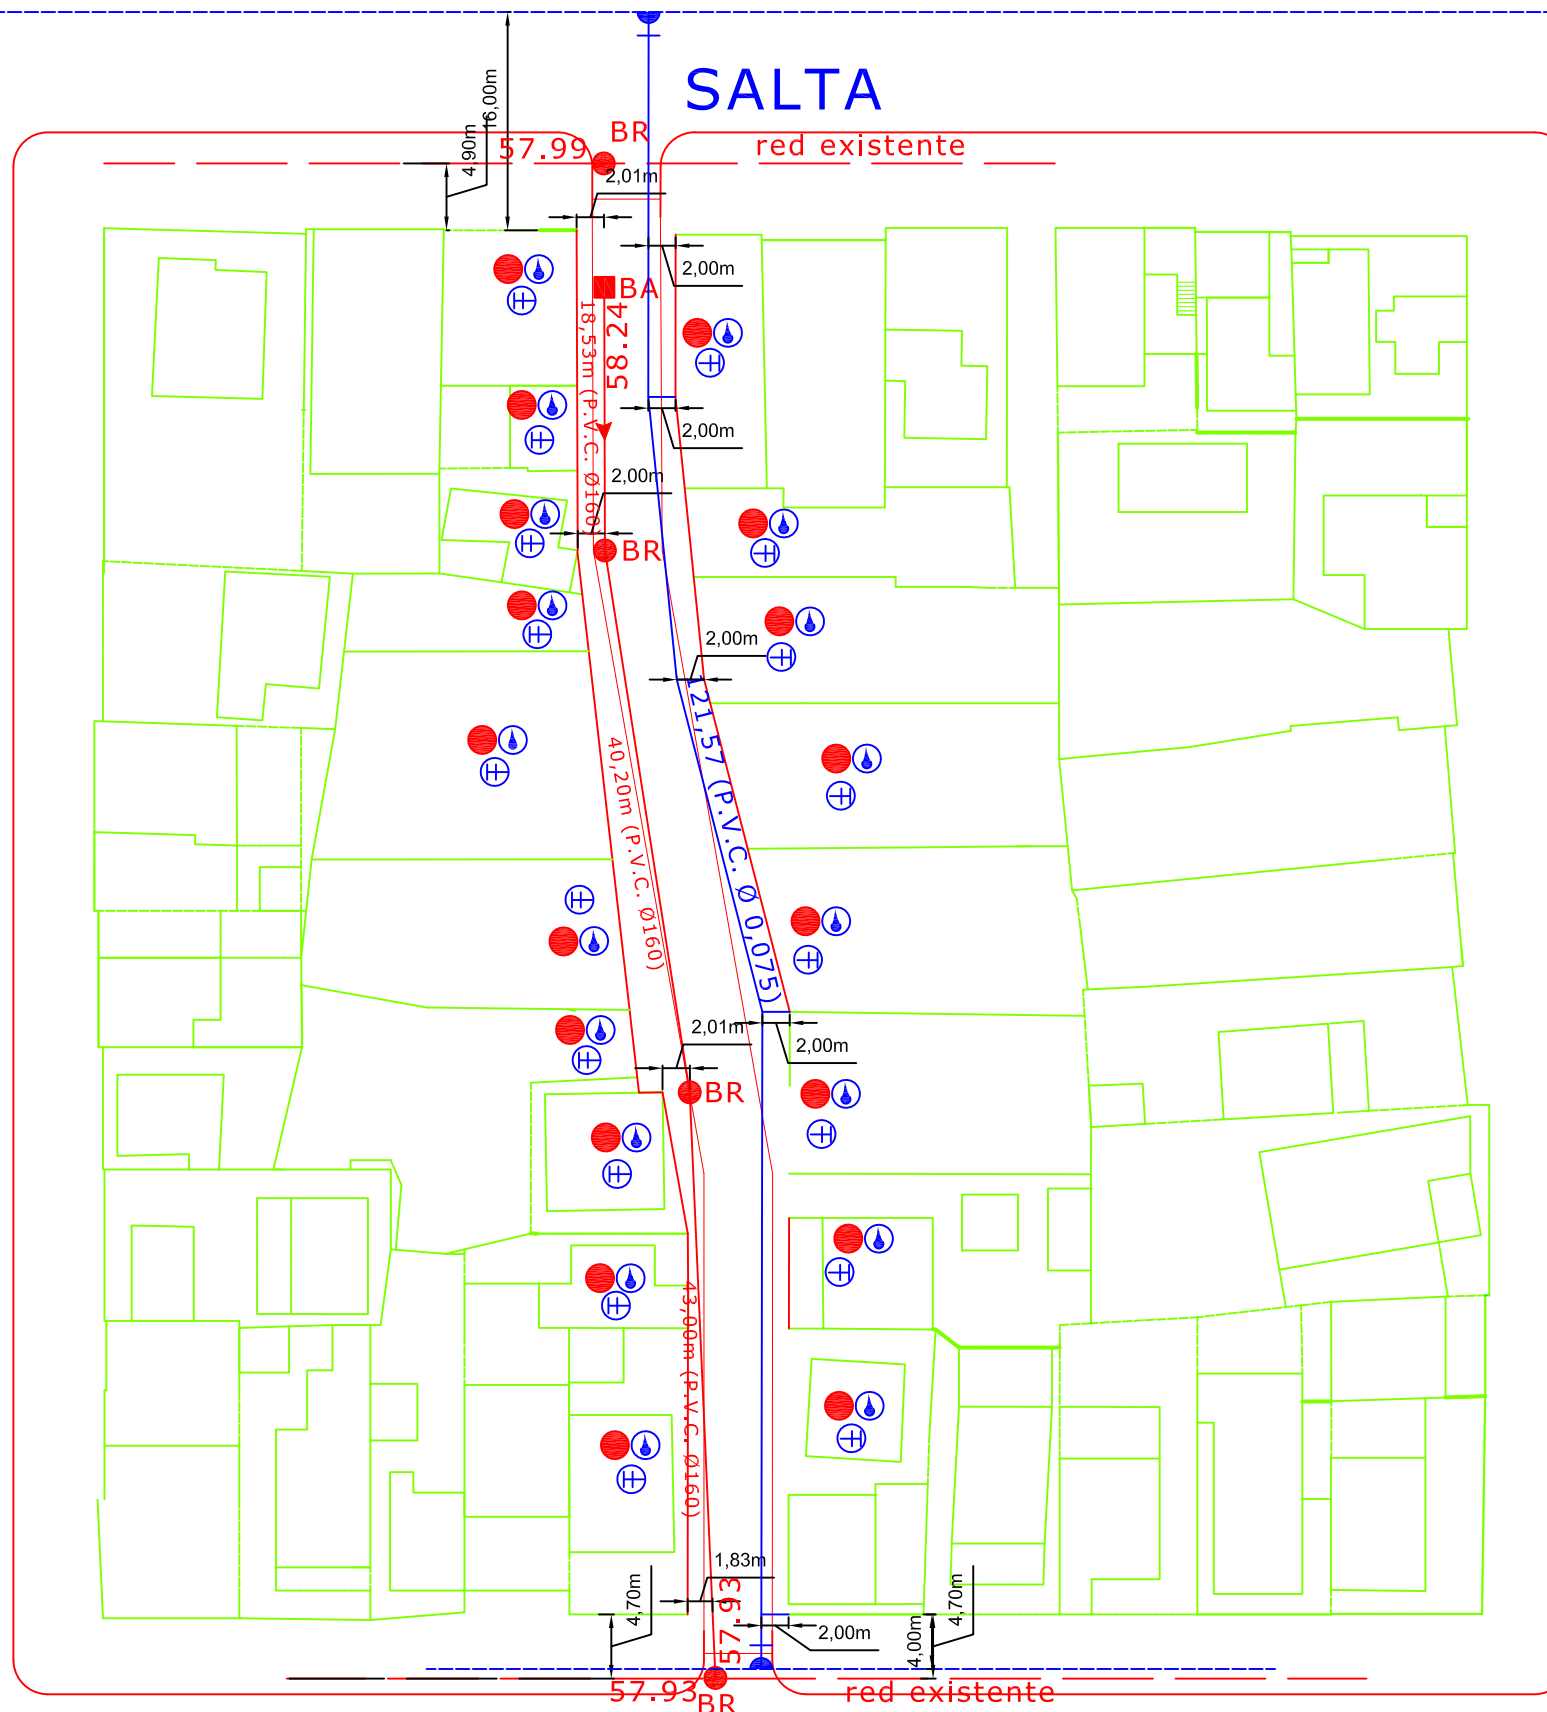 SALTA
16,00m
4,90m
BR
57.99
red existente
2,01m
2,00m
BA
58.24
18,53m (P.V.C. Ø160)
2,00m
2,00m
BR
2,00m
121,57 (P.V.C. Ø 0,075)
40,20m (P.V.C. Ø160)
2,01m
2,00m
BR
43,00m (P.V.C. Ø160)
1,83m
57.93
4,70m
4,70m
4,00m
2,00m
57.93
BR
red existente